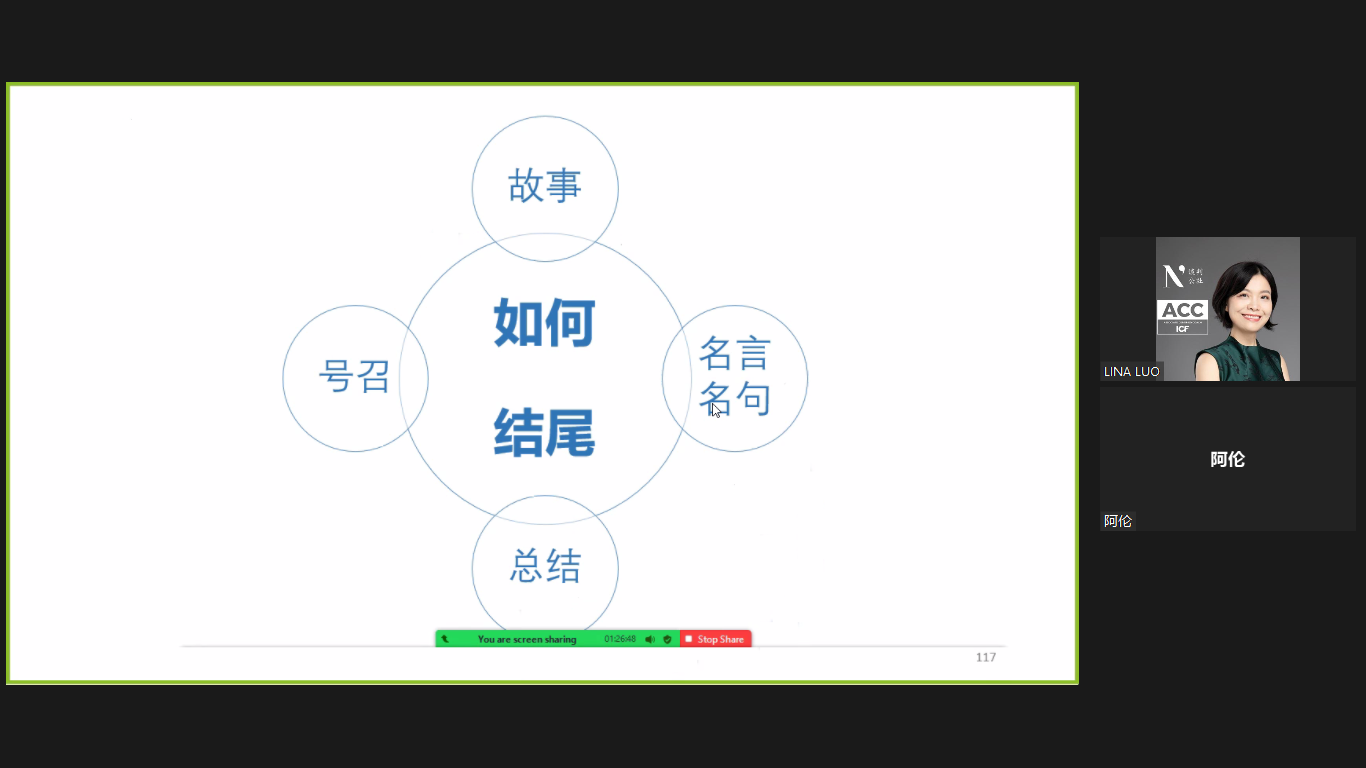 故事
如何
结尾
号召
名言
名句
总结
You are screen sharing
01:26:48
Stop Share
117
ACC
ICF
LINA LUO
阿伦
阿伦